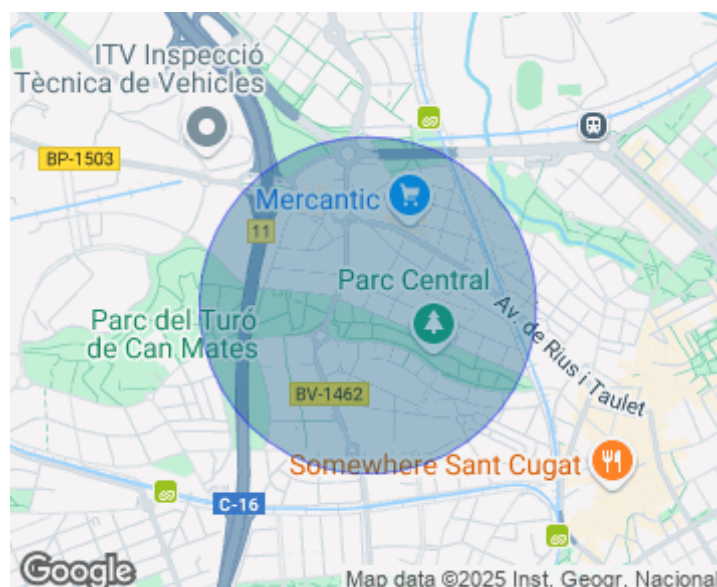 ITV Inspecció
Tècnica de Vehicles
BP-1503
Mercantic
11
Parc Central
Parc del Turó
de Can Mates
Av. de Rius i Taulet
BV-1462
Somewhere Sant Cugat
C-16
Google
Map data ©2025 Inst. Geogr. Nacional